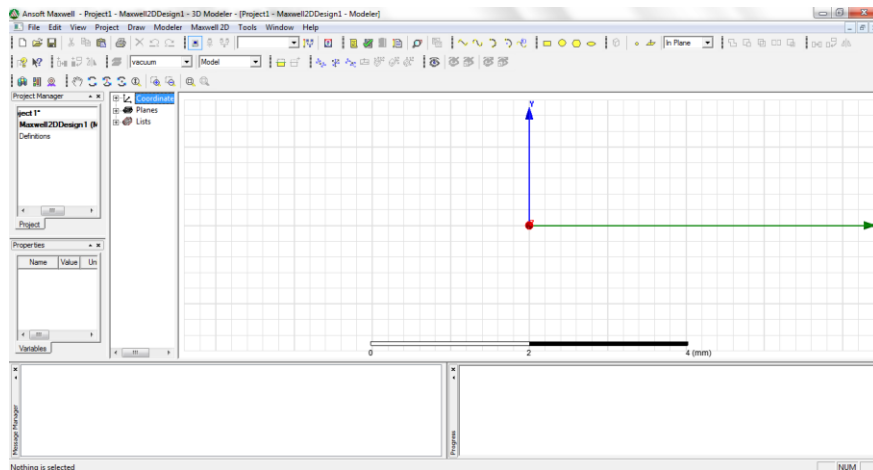 Ansoft Maxwell - Project1 - Maxwell2DDesign1 - 3D Modeler - [Project1 - Maxwell2DDesign1 - Modeler]
File Edit View Project Draw Modeler Maxwell 2D Tools Window Help
In Plane
vacuum Model
Project Manager
Coordinate
Planes
Lists
ject 1*
Maxwell2DDesign1 (M
Definitions
Project
Properties
Name Value Un
Variables
Y
0 2 4 (mm)
Message Manager
Progress
Nothing is selected NUM